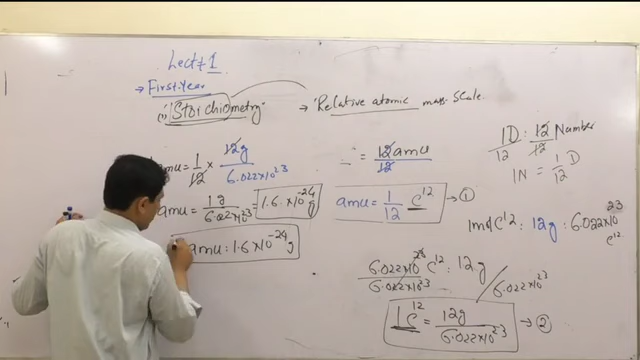 Lect # 1
→ First-Year
(1) Stoichiometry
→ Relative atomic mass Scale.
amu = 1/12 × 12g / 6.022×10²³
amu = 1g / 6.022×10²³ = 1.6×10⁻²⁴g
amu: 1.6×10⁻²⁴g
= 12amu / 12
amu = 1/12 C¹² → ①
1D/12 : 12/12 Number
1N = 1/12 D
1mol C¹² : 12g : 6.022×10²³ C¹²
6.022×10²³ / 6.022×10²³ C¹² : 12g / 6.022×10²³
1C¹² = 12g / 6.022×10²³ → ②